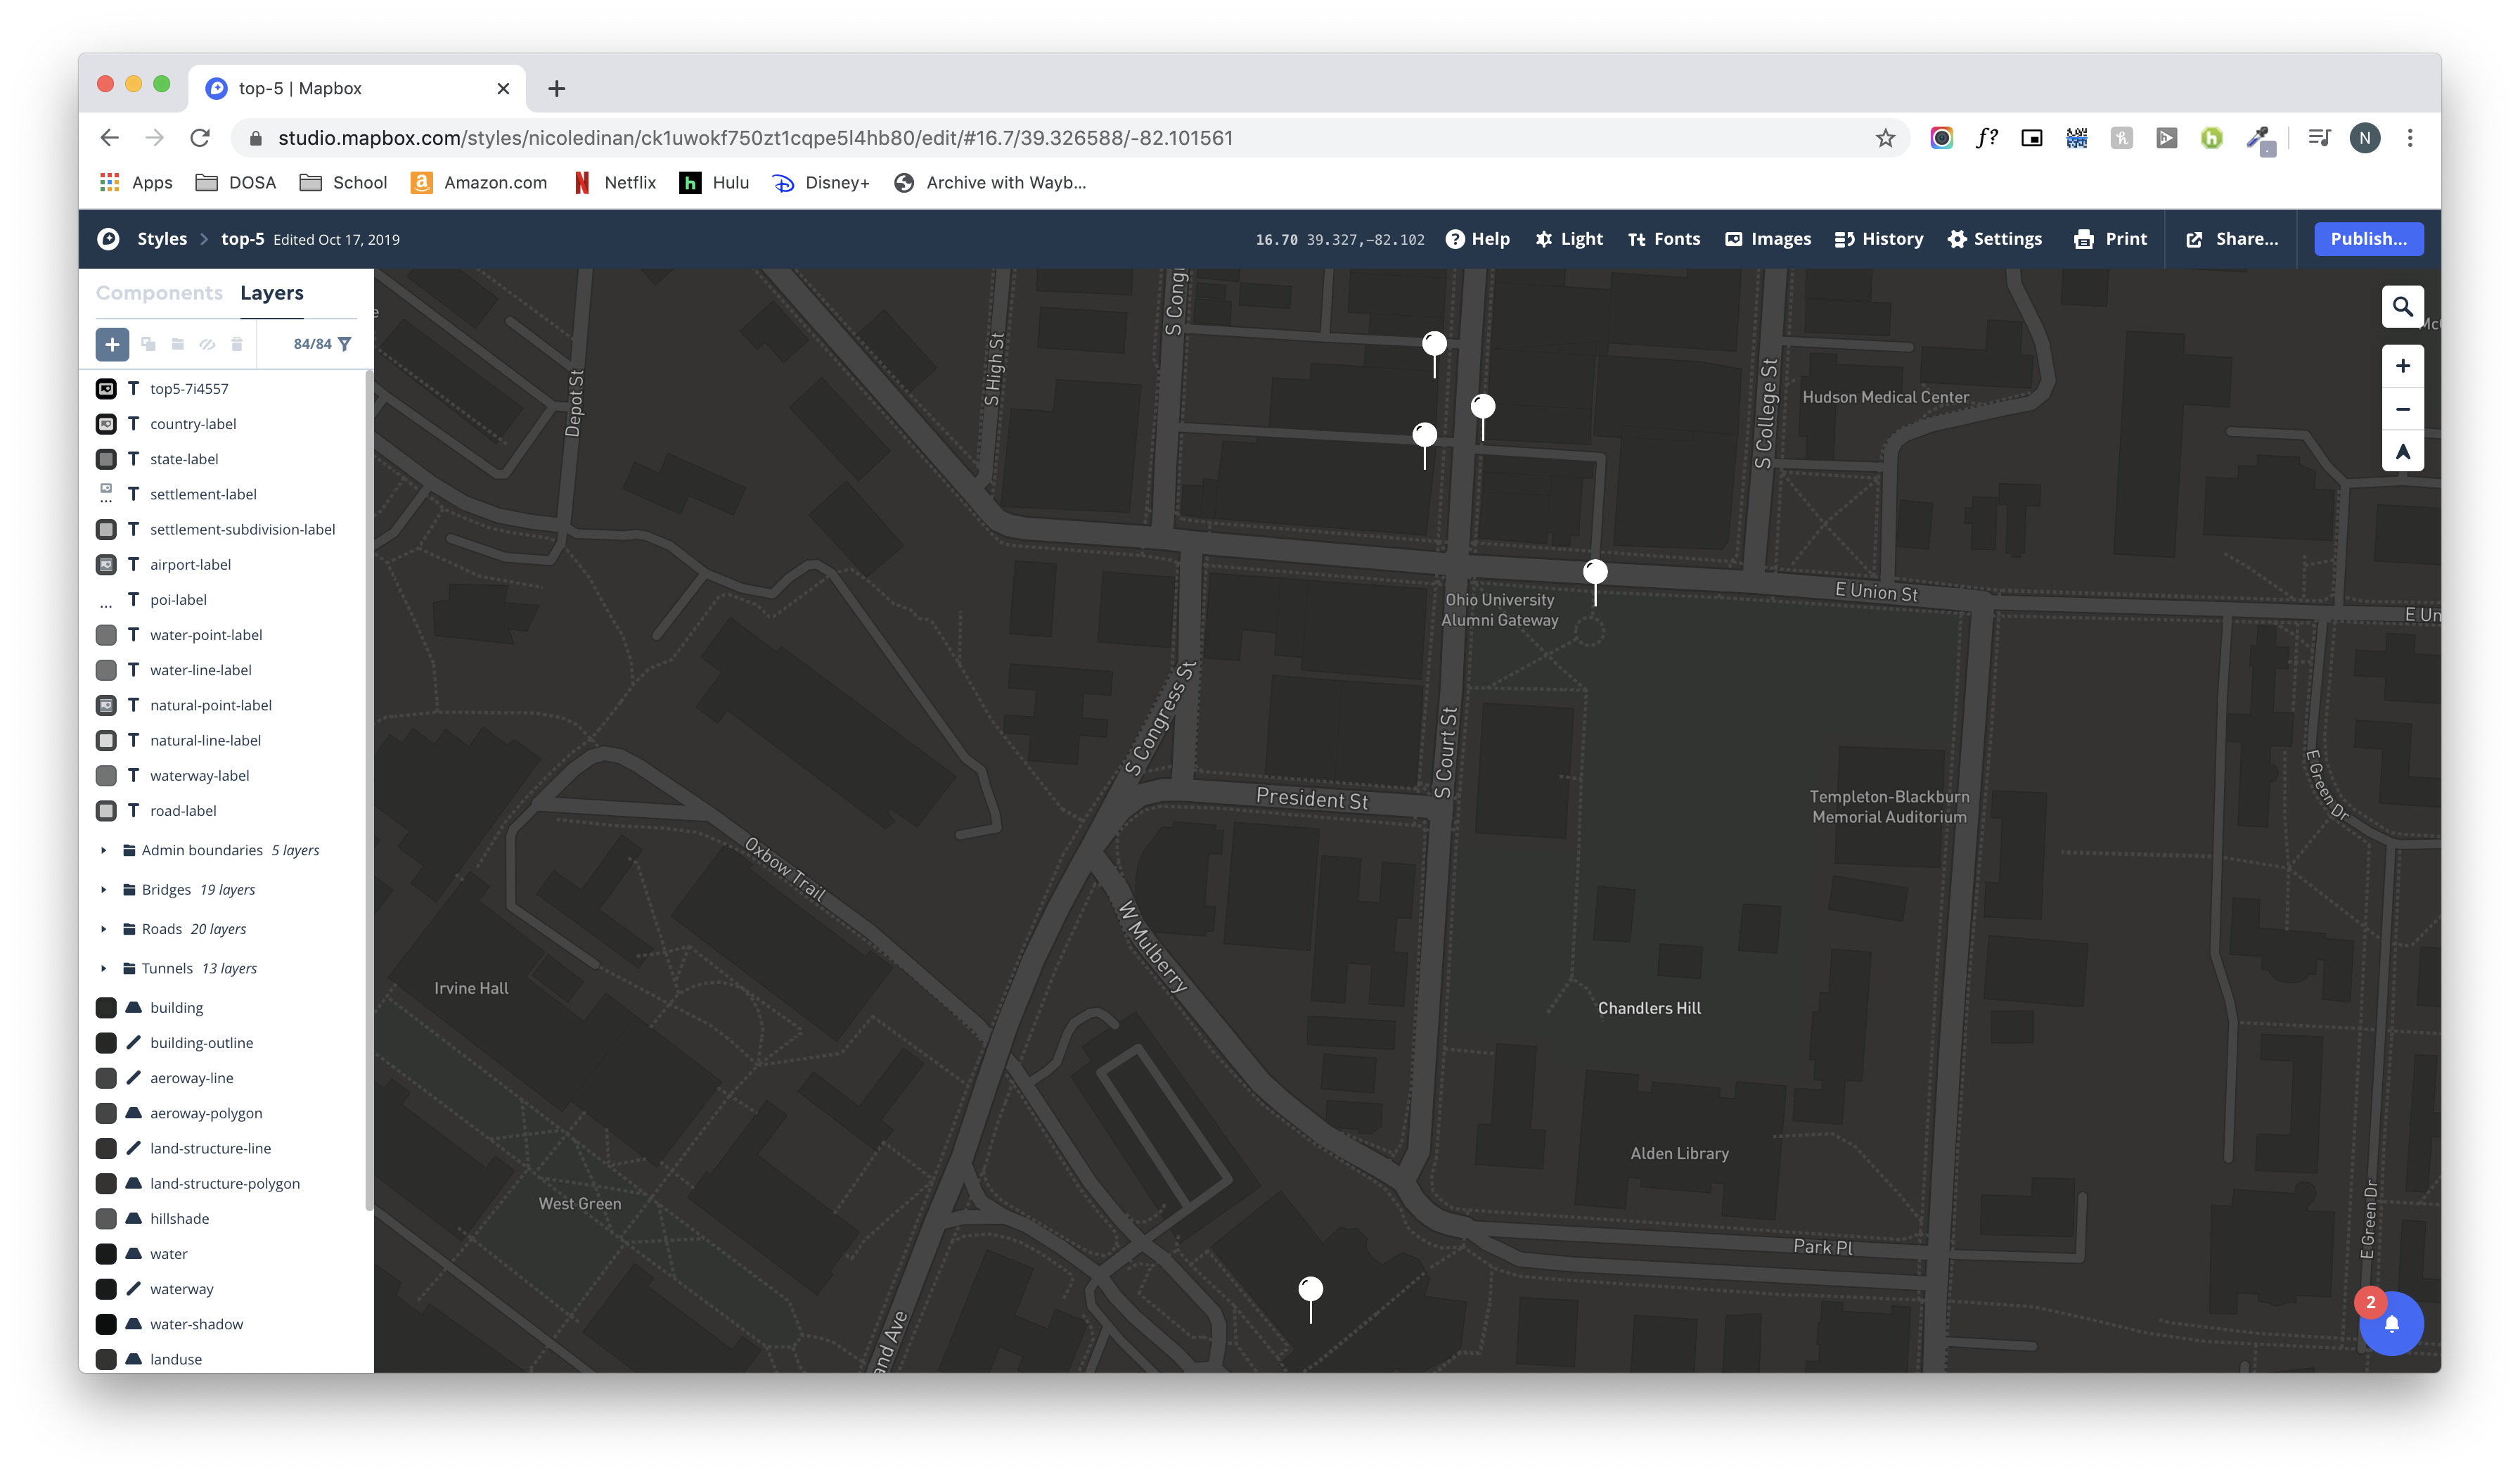 top-5 | Mapbox
studio.mapbox.com/styles/nicoledinan/ck1uwokf750zt1cqpe5l4hb80/edit/#16.7/39.326588/-82.101561
f?
N
Apps
DOSA
School
Amazon.com
Netflix
Hulu
Disney+
Archive with Wayb...
Styles
top-5 Edited Oct 17, 2019
16.70 39.327,-82.102
Help
Light
Fonts
Images
History
Settings
Print
Share...
Publish...
Components
Layers
84/84
top5-7i4557
country-label
state-label
settlement-label
settlement-subdivision-label
airport-label
poi-label
water-point-label
water-line-label
natural-point-label
natural-line-label
waterway-label
road-label
Admin boundaries 5 layers
Bridges 19 layers
Roads 20 layers
Tunnels 13 layers
building
building-outline
aeroway-line
aeroway-polygon
land-structure-line
land-structure-polygon
hillshade
water
waterway
water-shadow
landuse
S Cong
S High St
Depot St
S College St
Hudson Medical Center
E Union St
E Un
Ohio University
Alumni Gateway
S Congress St
S Court St
President St
Templeton-Blackburn
Memorial Auditorium
E Green Dr
Oxbow Trail
W Mulberry
Irvine Hall
Chandlers Hill
Alden Library
West Green
E Green Dr
Park Pl
and Ave
2